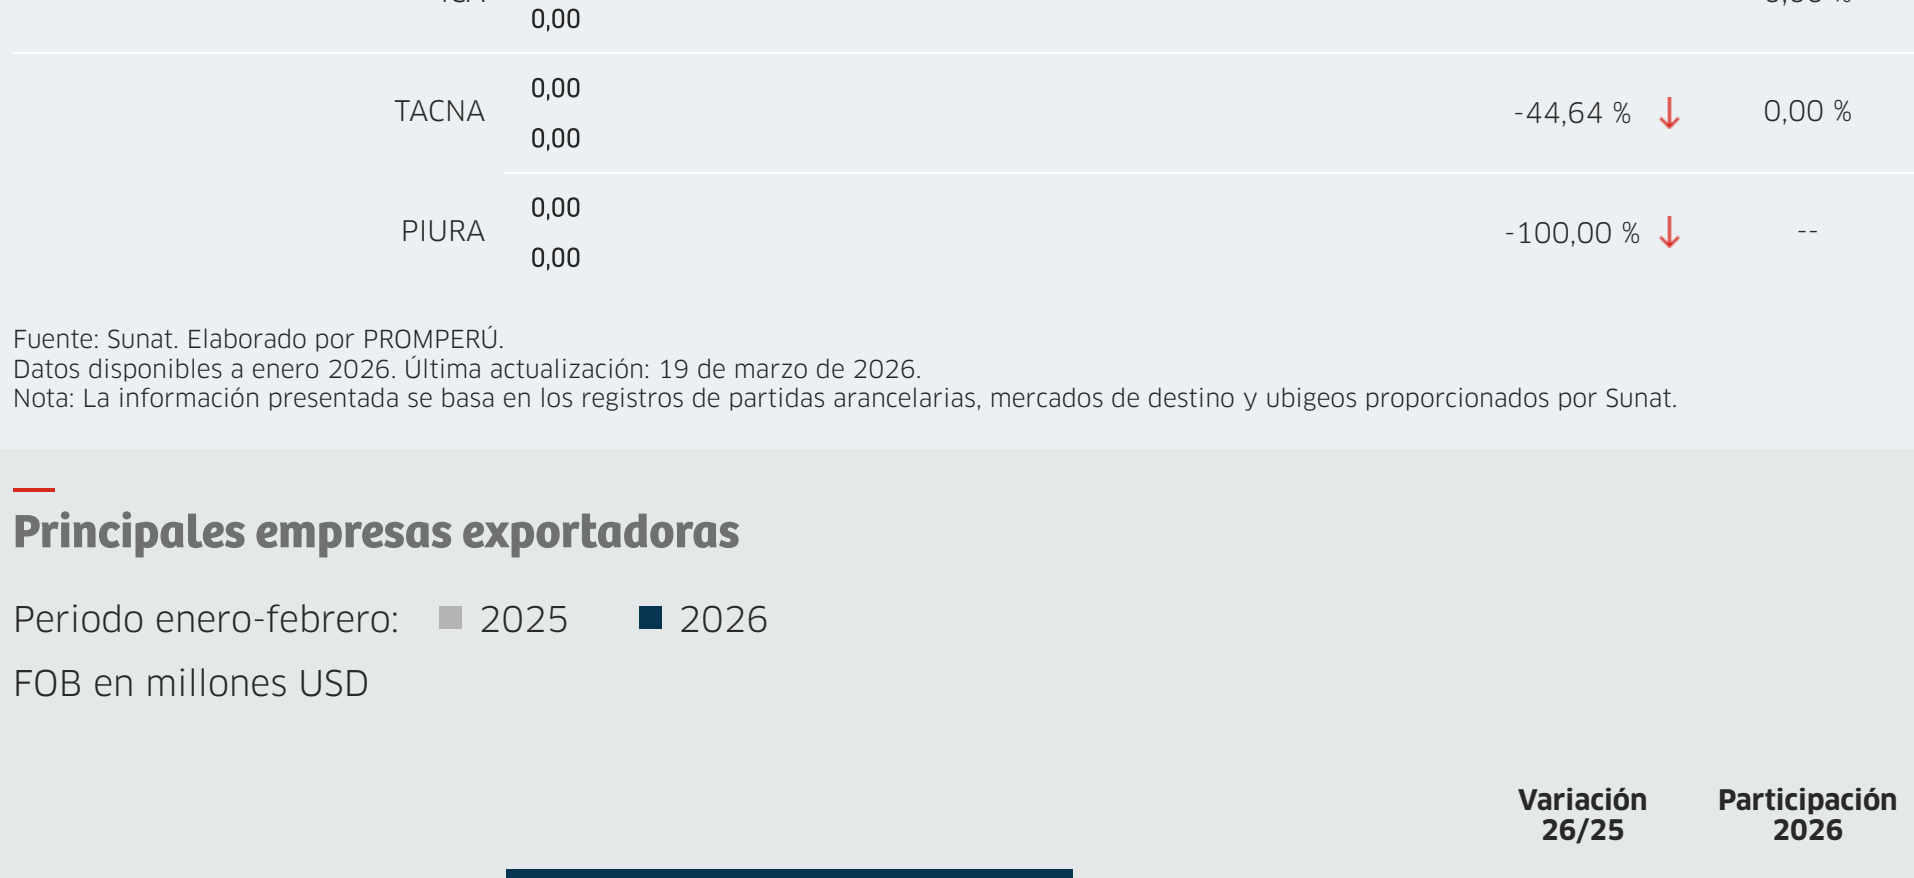 0,00
TACNA 0,00 0,00 -44,64 % 0,00 %
PIURA 0,00 0,00 -100,00 % --
Fuente: Sunat. Elaborado por PROMPERÚ.
Datos disponibles a enero 2026. Última actualización: 19 de marzo de 2026.
Nota: La información presentada se basa en los registros de partidas arancelarias, mercados de destino y ubigeos proporcionados por Sunat.
Principales empresas exportadoras
Periodo enero-febrero: 2025 2026
FOB en millones USD
Variación 26/25
Participación 2026